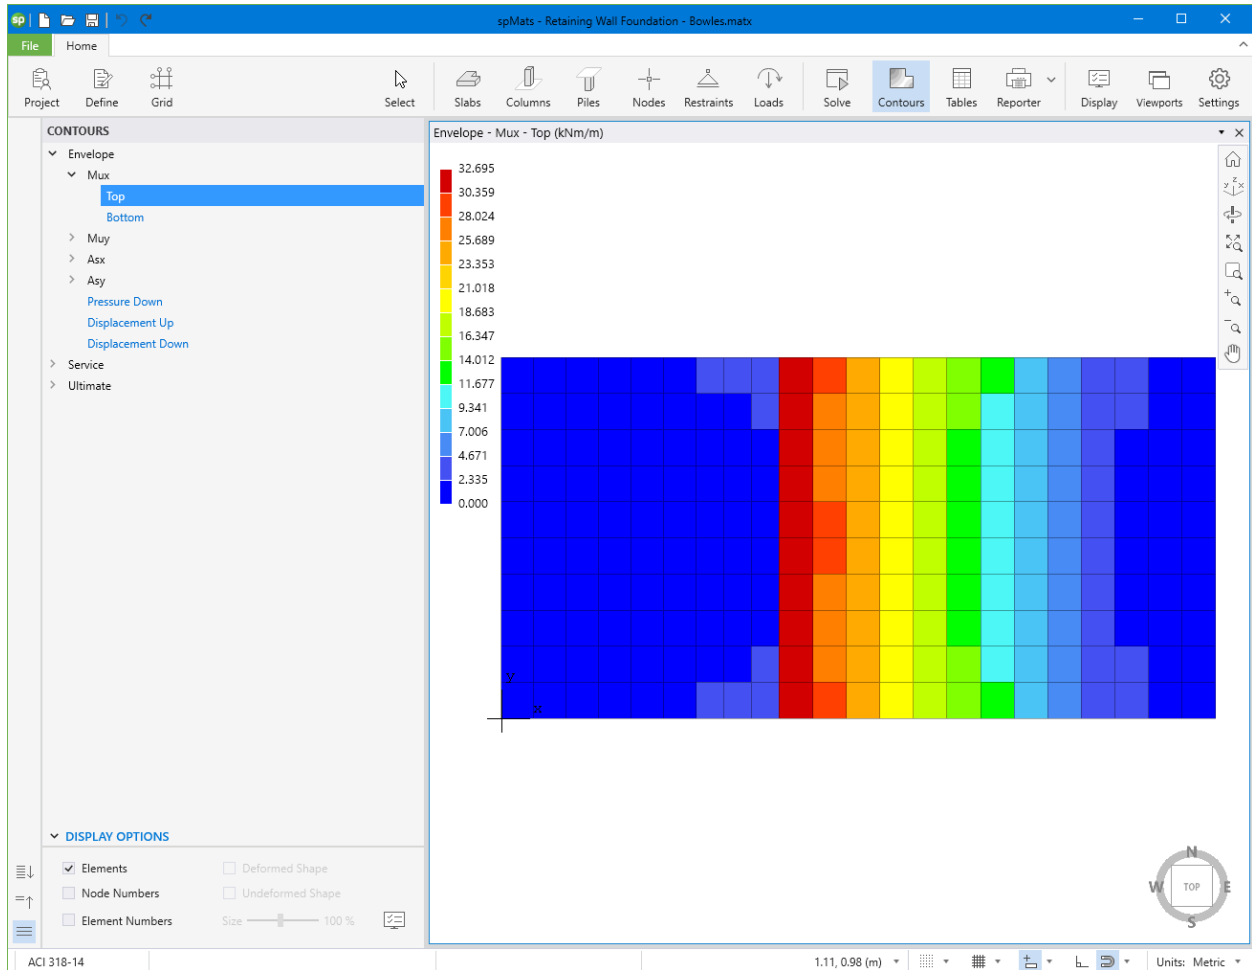 sp
spMats - Retaining Wall Foundation - Bowles.matx
File Home
Project Define Grid Select Slabs Columns Piles Nodes Restraints Loads Solve Contours Tables Reporter Display Viewports Settings
CONTOURS
Envelope
Mux
Top
Bottom
Muy
Asx
Asy
Pressure Down
Displacement Up
Displacement Down
Service
Ultimate
DISPLAY OPTIONS
Elements Deformed Shape
Node Numbers Undeformed Shape
Element Numbers Size 100 %
Envelope - Mux - Top (kNm/m)
32.695
30.359
28.024
25.689
23.353
21.018
18.683
16.347
14.012
11.677
9.341
7.006
4.671
2.335
0.000
y
x
y z x
N
W TOP E
S
ACI 318-14 1.11, 0.98 (m) Units: Metric